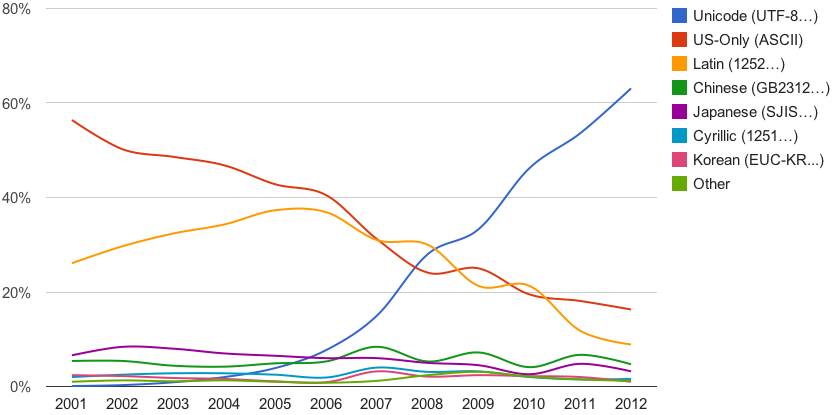 80%
60%
40%
20%
0%
2001 2002 2003 2004 2005 2006 2007 2008 2009 2010 2011 2012
Unicode (UTF-8…)
US-Only (ASCII)
Latin (1252…)
Chinese (GB2312…)
Japanese (SJIS…)
Cyrillic (1251…)
Korean (EUC-KR...)
Other